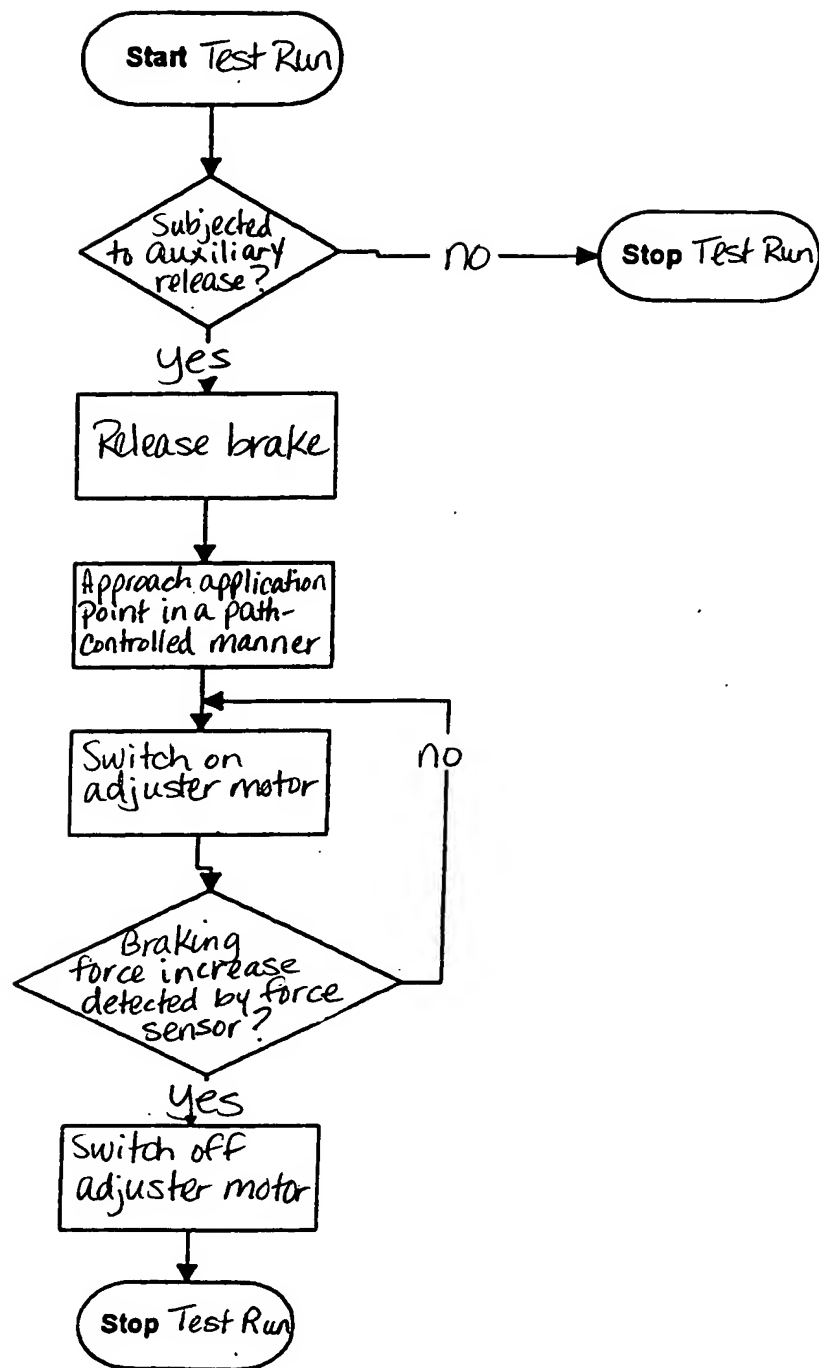 Start Test Run
Subjected
to auxiliary
release?
no
Stop Test Run
yes
Release brake
Approach application
point in a path-
controlled manner
Switch on
adjuster motor
no
Braking
force increase
detected by force
sensor?
yes
Switch off
adjuster motor
Stop Test Run